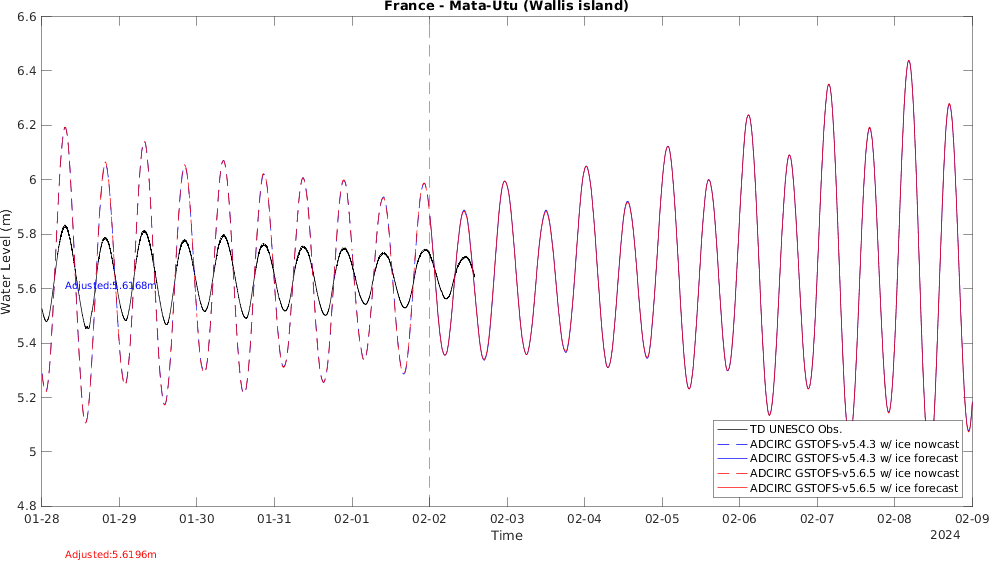 France - Mata-Utu (Wallis island)
6.6
6.4
6.2
6
5.8
5.6
5.4
5.2
5
4.8
Water Level (m)
Adjusted:5.6168m
TD UNESCO Obs.
ADCIRC GSTOFS-v5.4.3 w/ ice nowcast
ADCIRC GSTOFS-v5.4.3 w/ ice forecast
ADCIRC GSTOFS-v5.6.5 w/ ice nowcast
ADCIRC GSTOFS-v5.6.5 w/ ice forecast
01-28 01-29 01-30 01-31 02-01 02-02 02-03 02-04 02-05 02-06 02-07 02-08 02-09
Time
2024
Adjusted:5.6196m